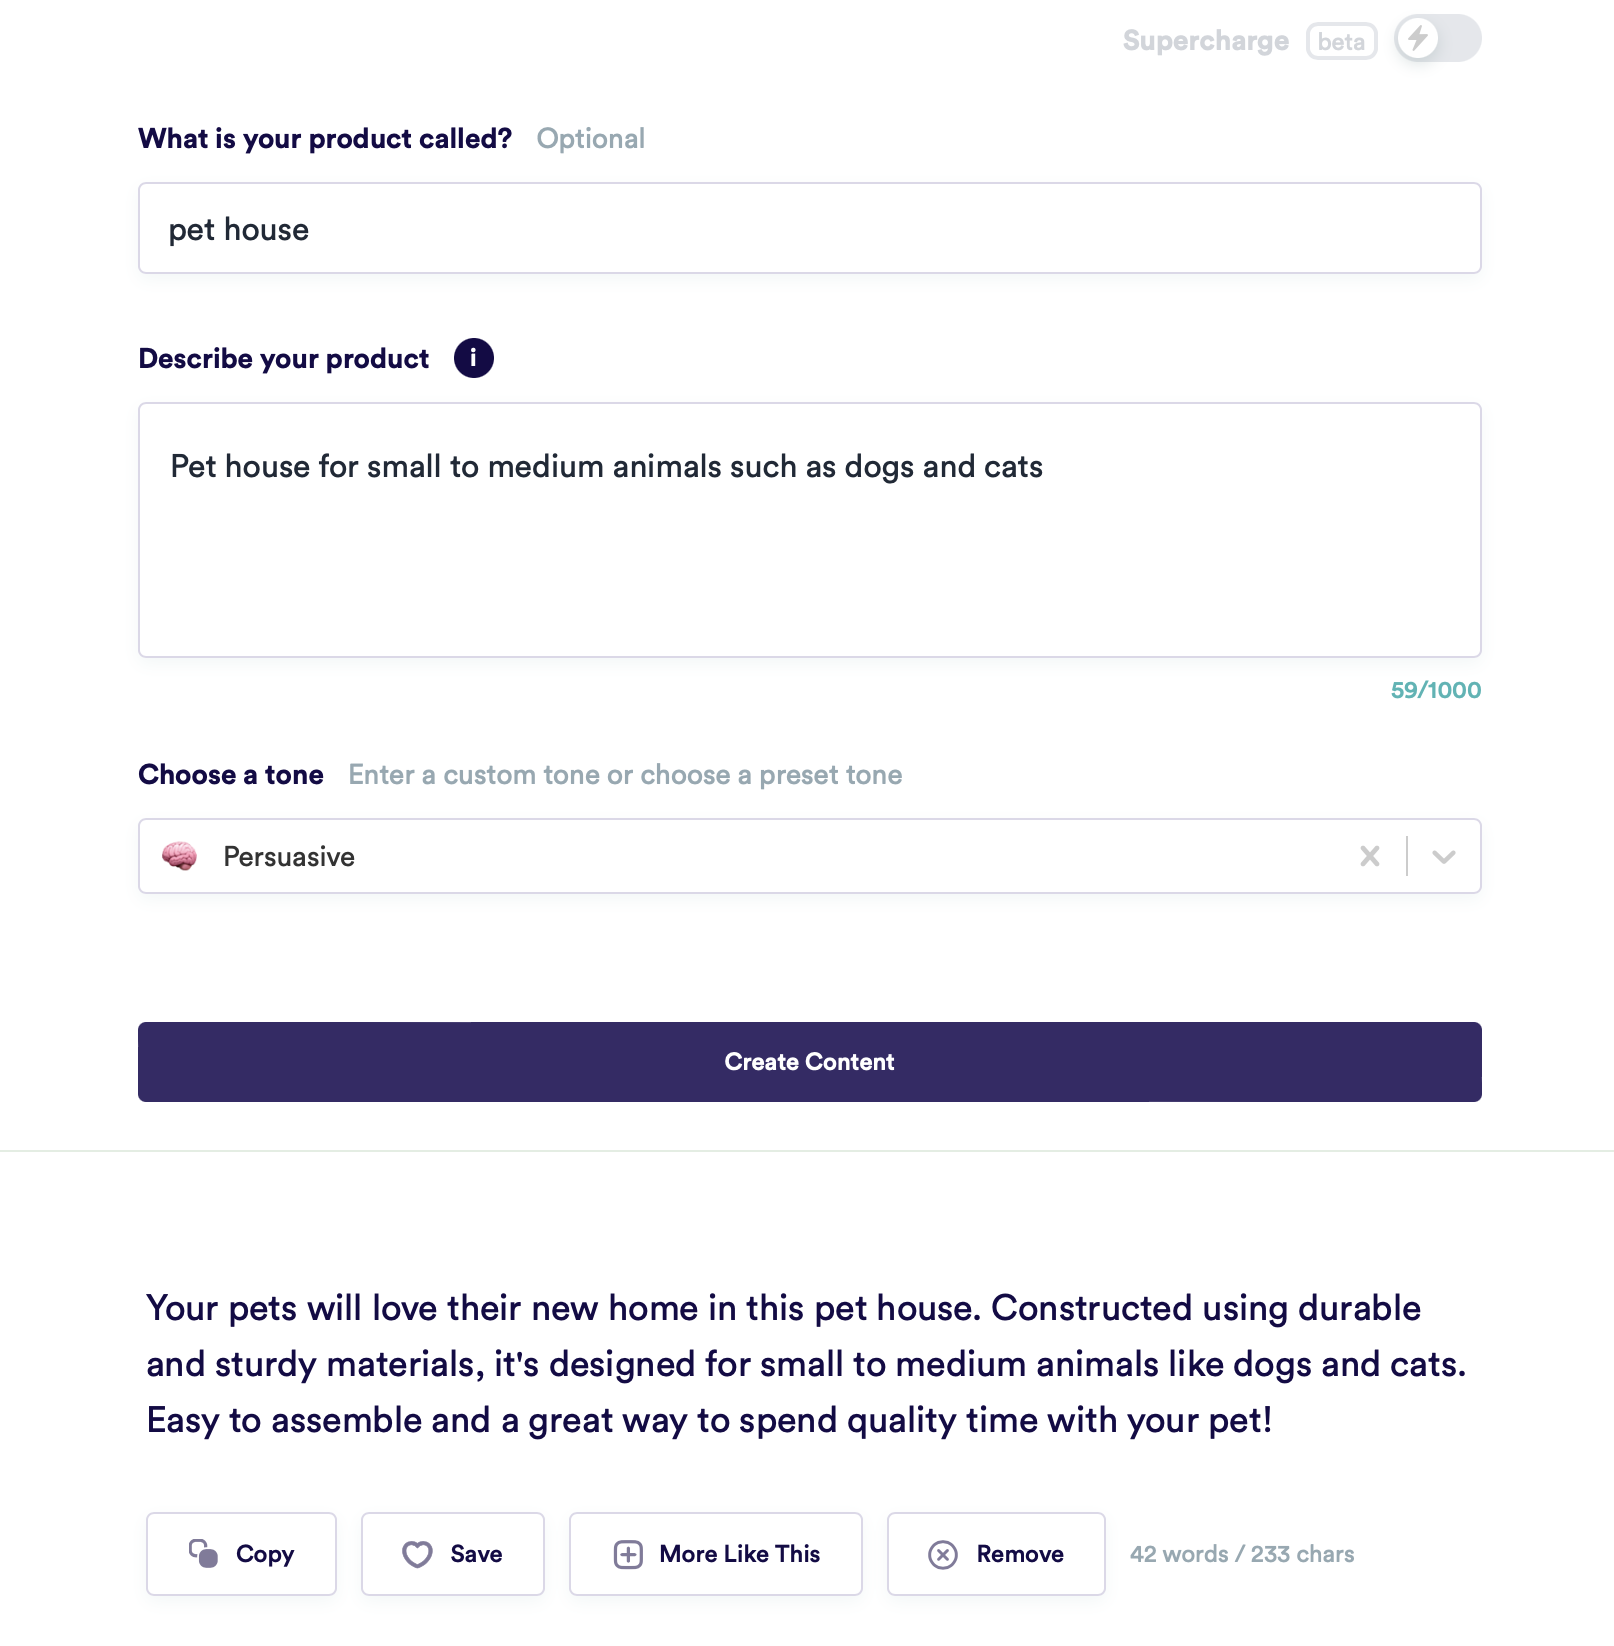 Supercharge beta
What is your product called? Optional
pet house
Describe your product i
Pet house for small to medium animals such as dogs and cats
59/1000
Choose a tone Enter a custom tone or choose a preset tone
Persuasive
Create Content
Your pets will love their new home in this pet house. Constructed using durable
and sturdy materials, it's designed for small to medium animals like dogs and cats.
Easy to assemble and a great way to spend quality time with your pet!
Copy Save More Like This Remove 42 words / 233 chars